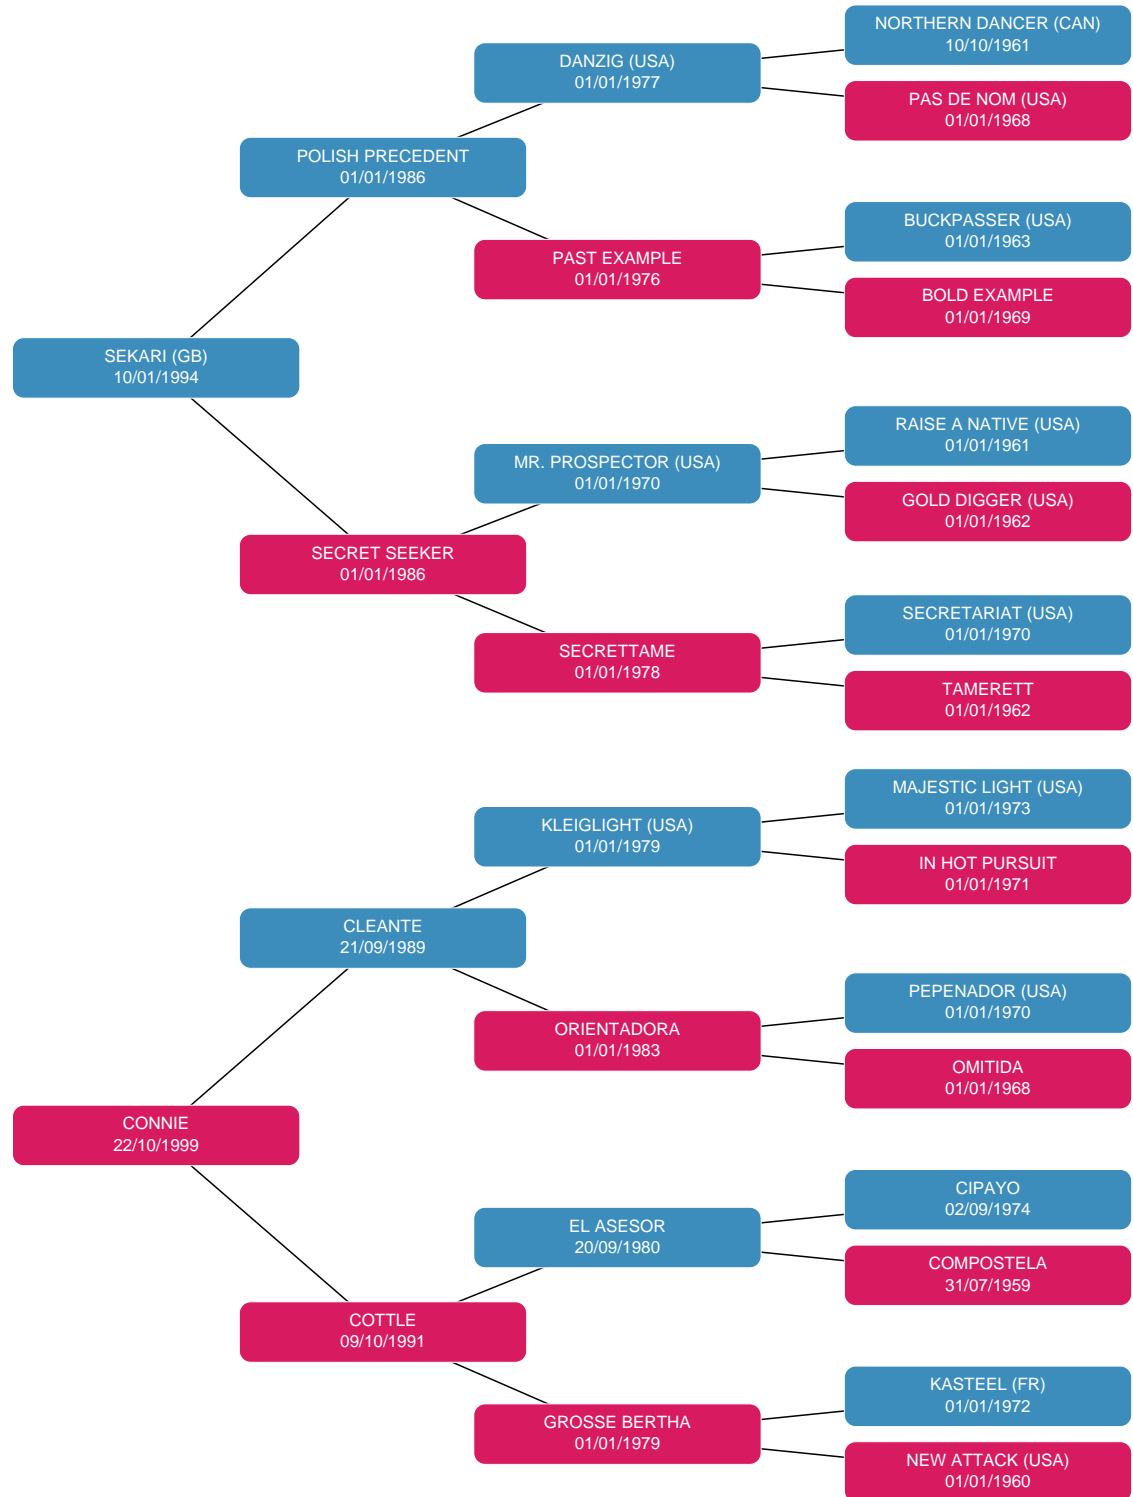 NORTHERN DANCER (CAN)
10/10/1961
DANZIG (USA)
01/01/1977
PAS DE NOM (USA)
01/01/1968
POLISH PRECEDENT
01/01/1986
BUCKPASSER (USA)
01/01/1963
PAST EXAMPLE
01/01/1976
BOLD EXAMPLE
01/01/1969
SEKARI (GB)
10/01/1994
RAISE A NATIVE (USA)
01/01/1961
MR. PROSPECTOR (USA)
01/01/1970
GOLD DIGGER (USA)
01/01/1962
SECRET SEEKER
01/01/1986
SECRETARIAT (USA)
01/01/1970
SECRETTAME
01/01/1978
TAMERETT
01/01/1962
MAJESTIC LIGHT (USA)
01/01/1973
KLEIGLIGHT (USA)
01/01/1979
IN HOT PURSUIT
01/01/1971
CLEANTE
21/09/1989
PEPENADOR (USA)
01/01/1970
ORIENTADORA
01/01/1983
OMITIDA
01/01/1968
CONNIE
22/10/1999
CIPAYO
02/09/1974
EL ASESOR
20/09/1980
COMPOSTELA
31/07/1959
COTTLE
09/10/1991
KASTEEL (FR)
01/01/1972
GROSSE BERTHA
01/01/1979
NEW ATTACK (USA)
01/01/1960